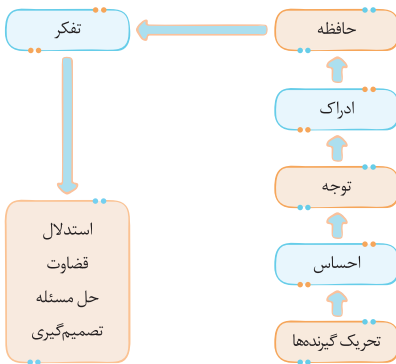 حافظه
تفکر
ادراک
توجه
احساس
تحریک گیرنده‌ها
استدلال
قضاوت
حل مسئله
تصمیم‌گیری